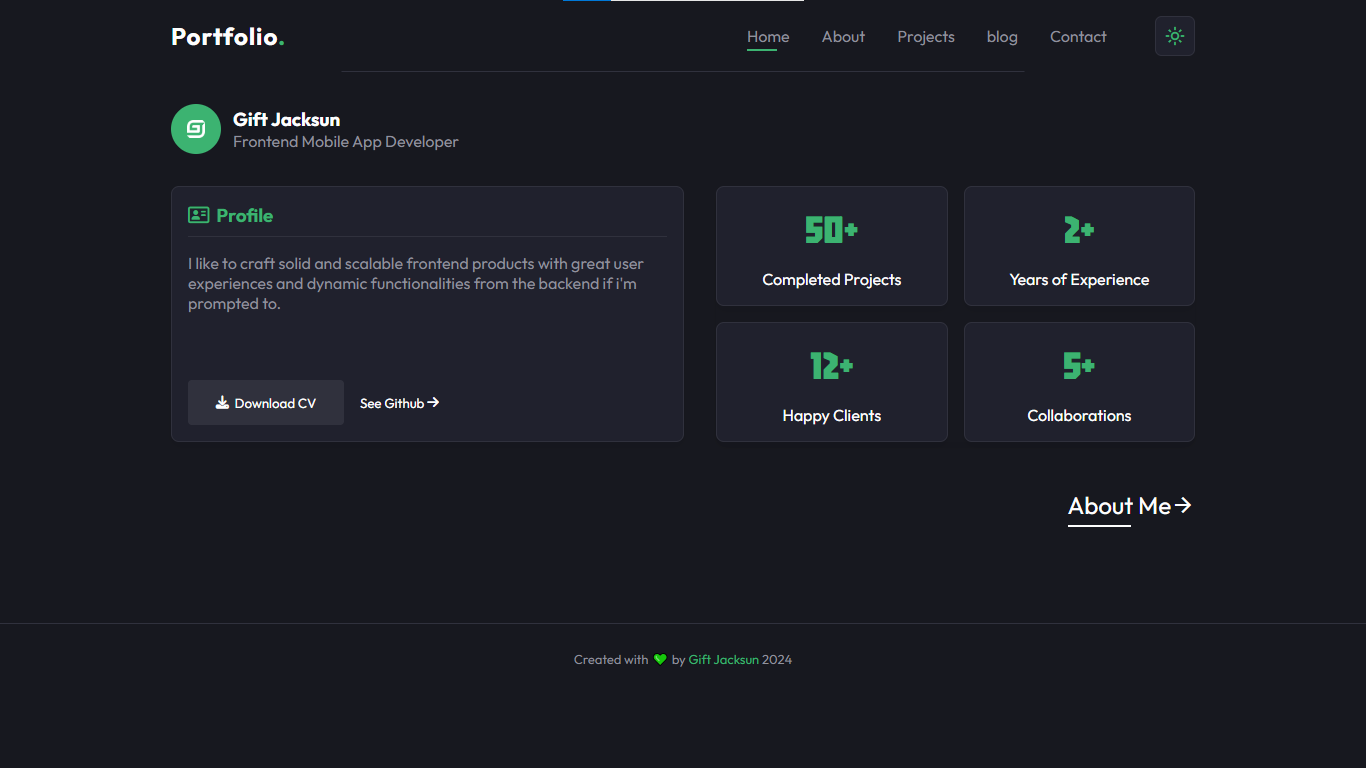 Portfolio.
Home About Projects blog Contact
Gift Jacksun
Frontend Mobile App Developer
Profile
I like to craft solid and scalable frontend products with great user
experiences and dynamic functionalities from the backend if i'm
prompted to.
Download CV See Github
50+
Completed Projects
2+
Years of Experience
12+
Happy Clients
5+
Collaborations
About Me
Created with by Gift Jacksun 2024